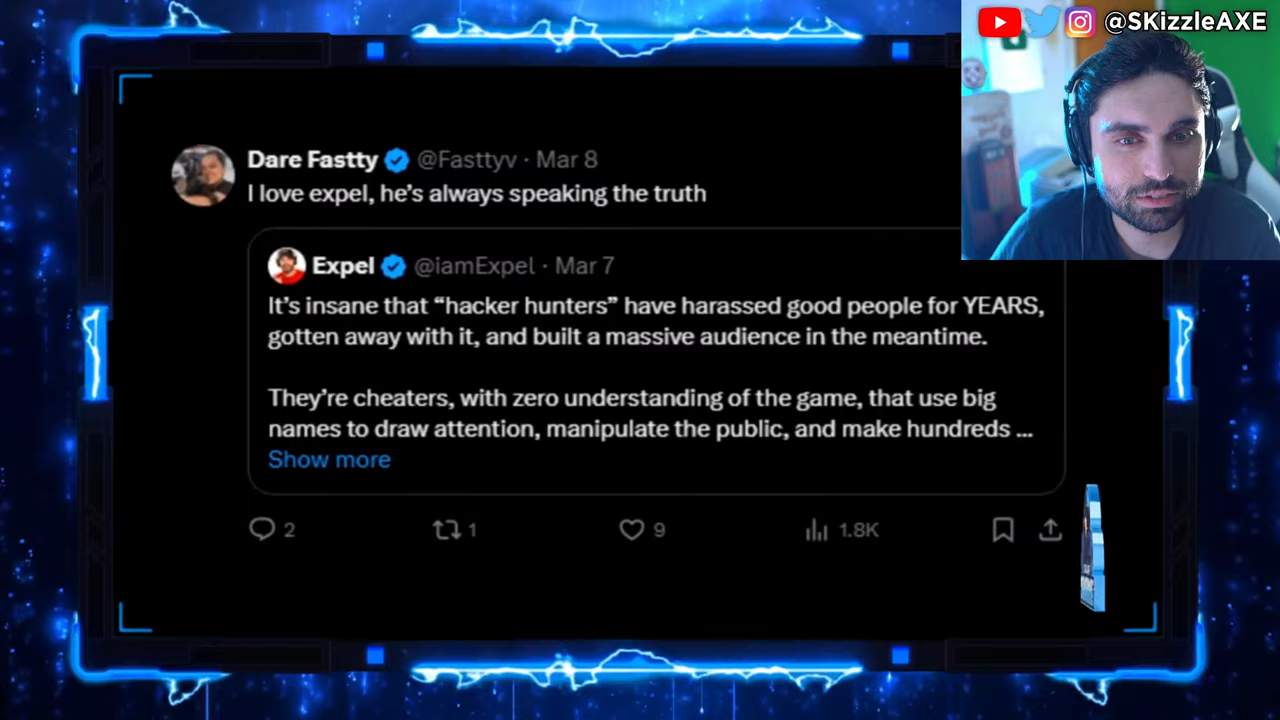 @SKizzleAXE
Dare Fastty @Fasttyv · Mar 8
I love expel, he's always speaking the truth
Expel @iamExpel · Mar 7
It's insane that “hacker hunters” have harassed good people for YEARS,
gotten away with it, and built a massive audience in the meantime.
They're cheaters, with zero understanding of the game, that use big
names to draw attention, manipulate the public, and make hundreds ...
Show more
2 1 9 1.8K